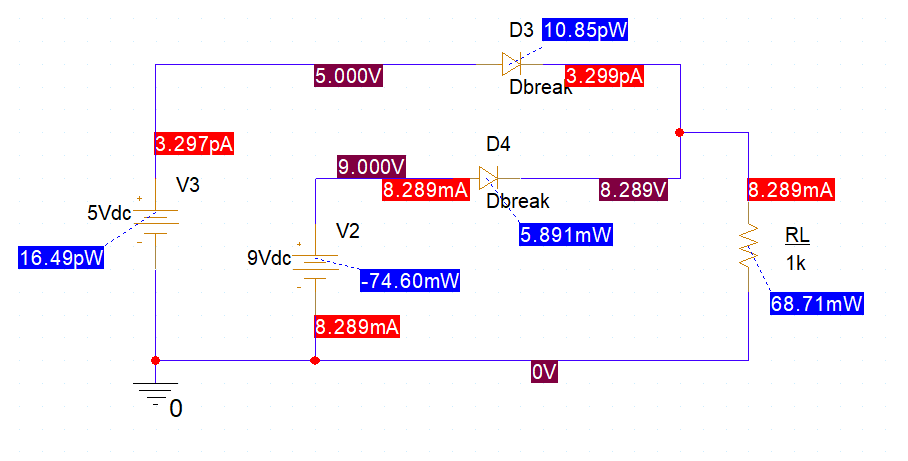 D3
10.85pW
5.000V
3.299pA
Dbreak
3.297pA
D4
9.000V
8.289mA
8.289V
8.289mA
V3
Dbreak
5Vdc
5.891mW
V2
RL
16.49pW
9Vdc
1k
-74.60mW
68.71mW
8.289mA
0V
0